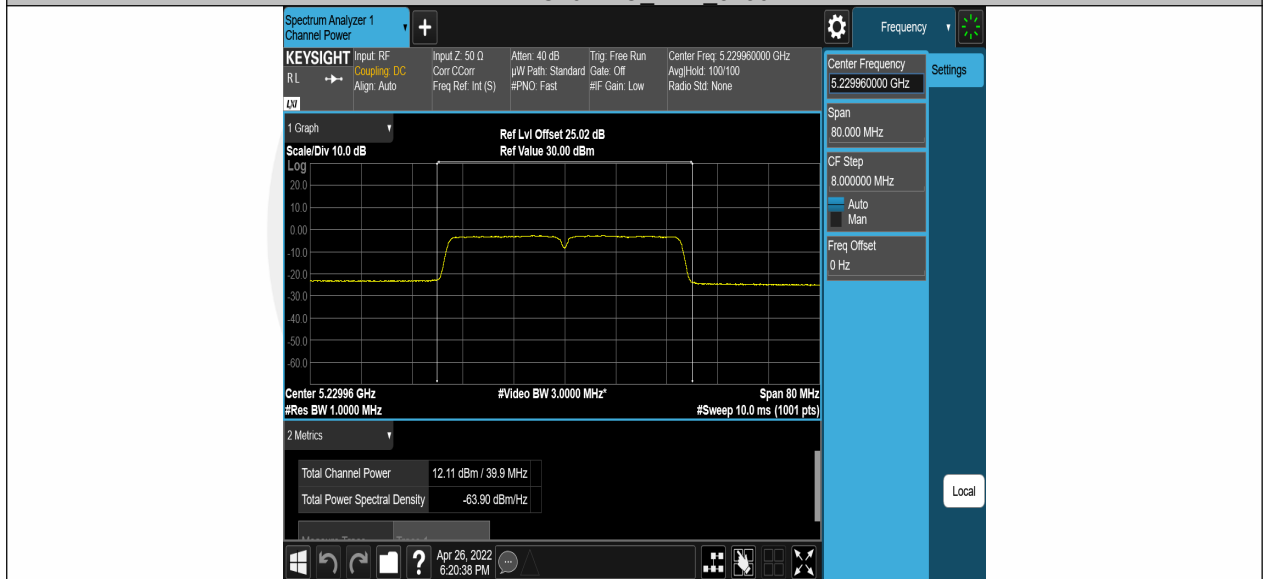 Spectrum Analyzer 1
Channel Power
+
Frequency
KEYSIGHT
RL
LXI
Input: RF
Coupling: DC
Align: Auto
Input Z: 50 Ω
Corr CCorr
Freq Ref: Int (S)
Atten: 40 dB
µW Path: Standard
#PNO: Fast
Trig: Free Run
Gate: Off
#IF Gain: Low
Center Freq: 5.229960000 GHz
Avg|Hold: 100/100
Radio Std: None
Center Frequency
5.229960000 GHz
Settings
Span
80.000 MHz
CF Step
8.000000 MHz
Auto
Man
Freq Offset
0 Hz
Local
1 Graph
Scale/Div 10.0 dB
Ref Lvl Offset 25.02 dB
Ref Value 30.00 dBm
Log
20.0
10.0
0.00
-10.0
-20.0
-30.0
-40.0
-50.0
-60.0
Center 5.22996 GHz
#Video BW 3.0000 MHz*
Span 80 MHz
#Res BW 1.0000 MHz
#Sweep 10.0 ms (1001 pts)
2 Metrics
Total Channel Power 12.11 dBm / 39.9 MHz
Total Power Spectral Density -63.90 dBm/Hz
?
Apr 26, 2022
6:20:38 PM